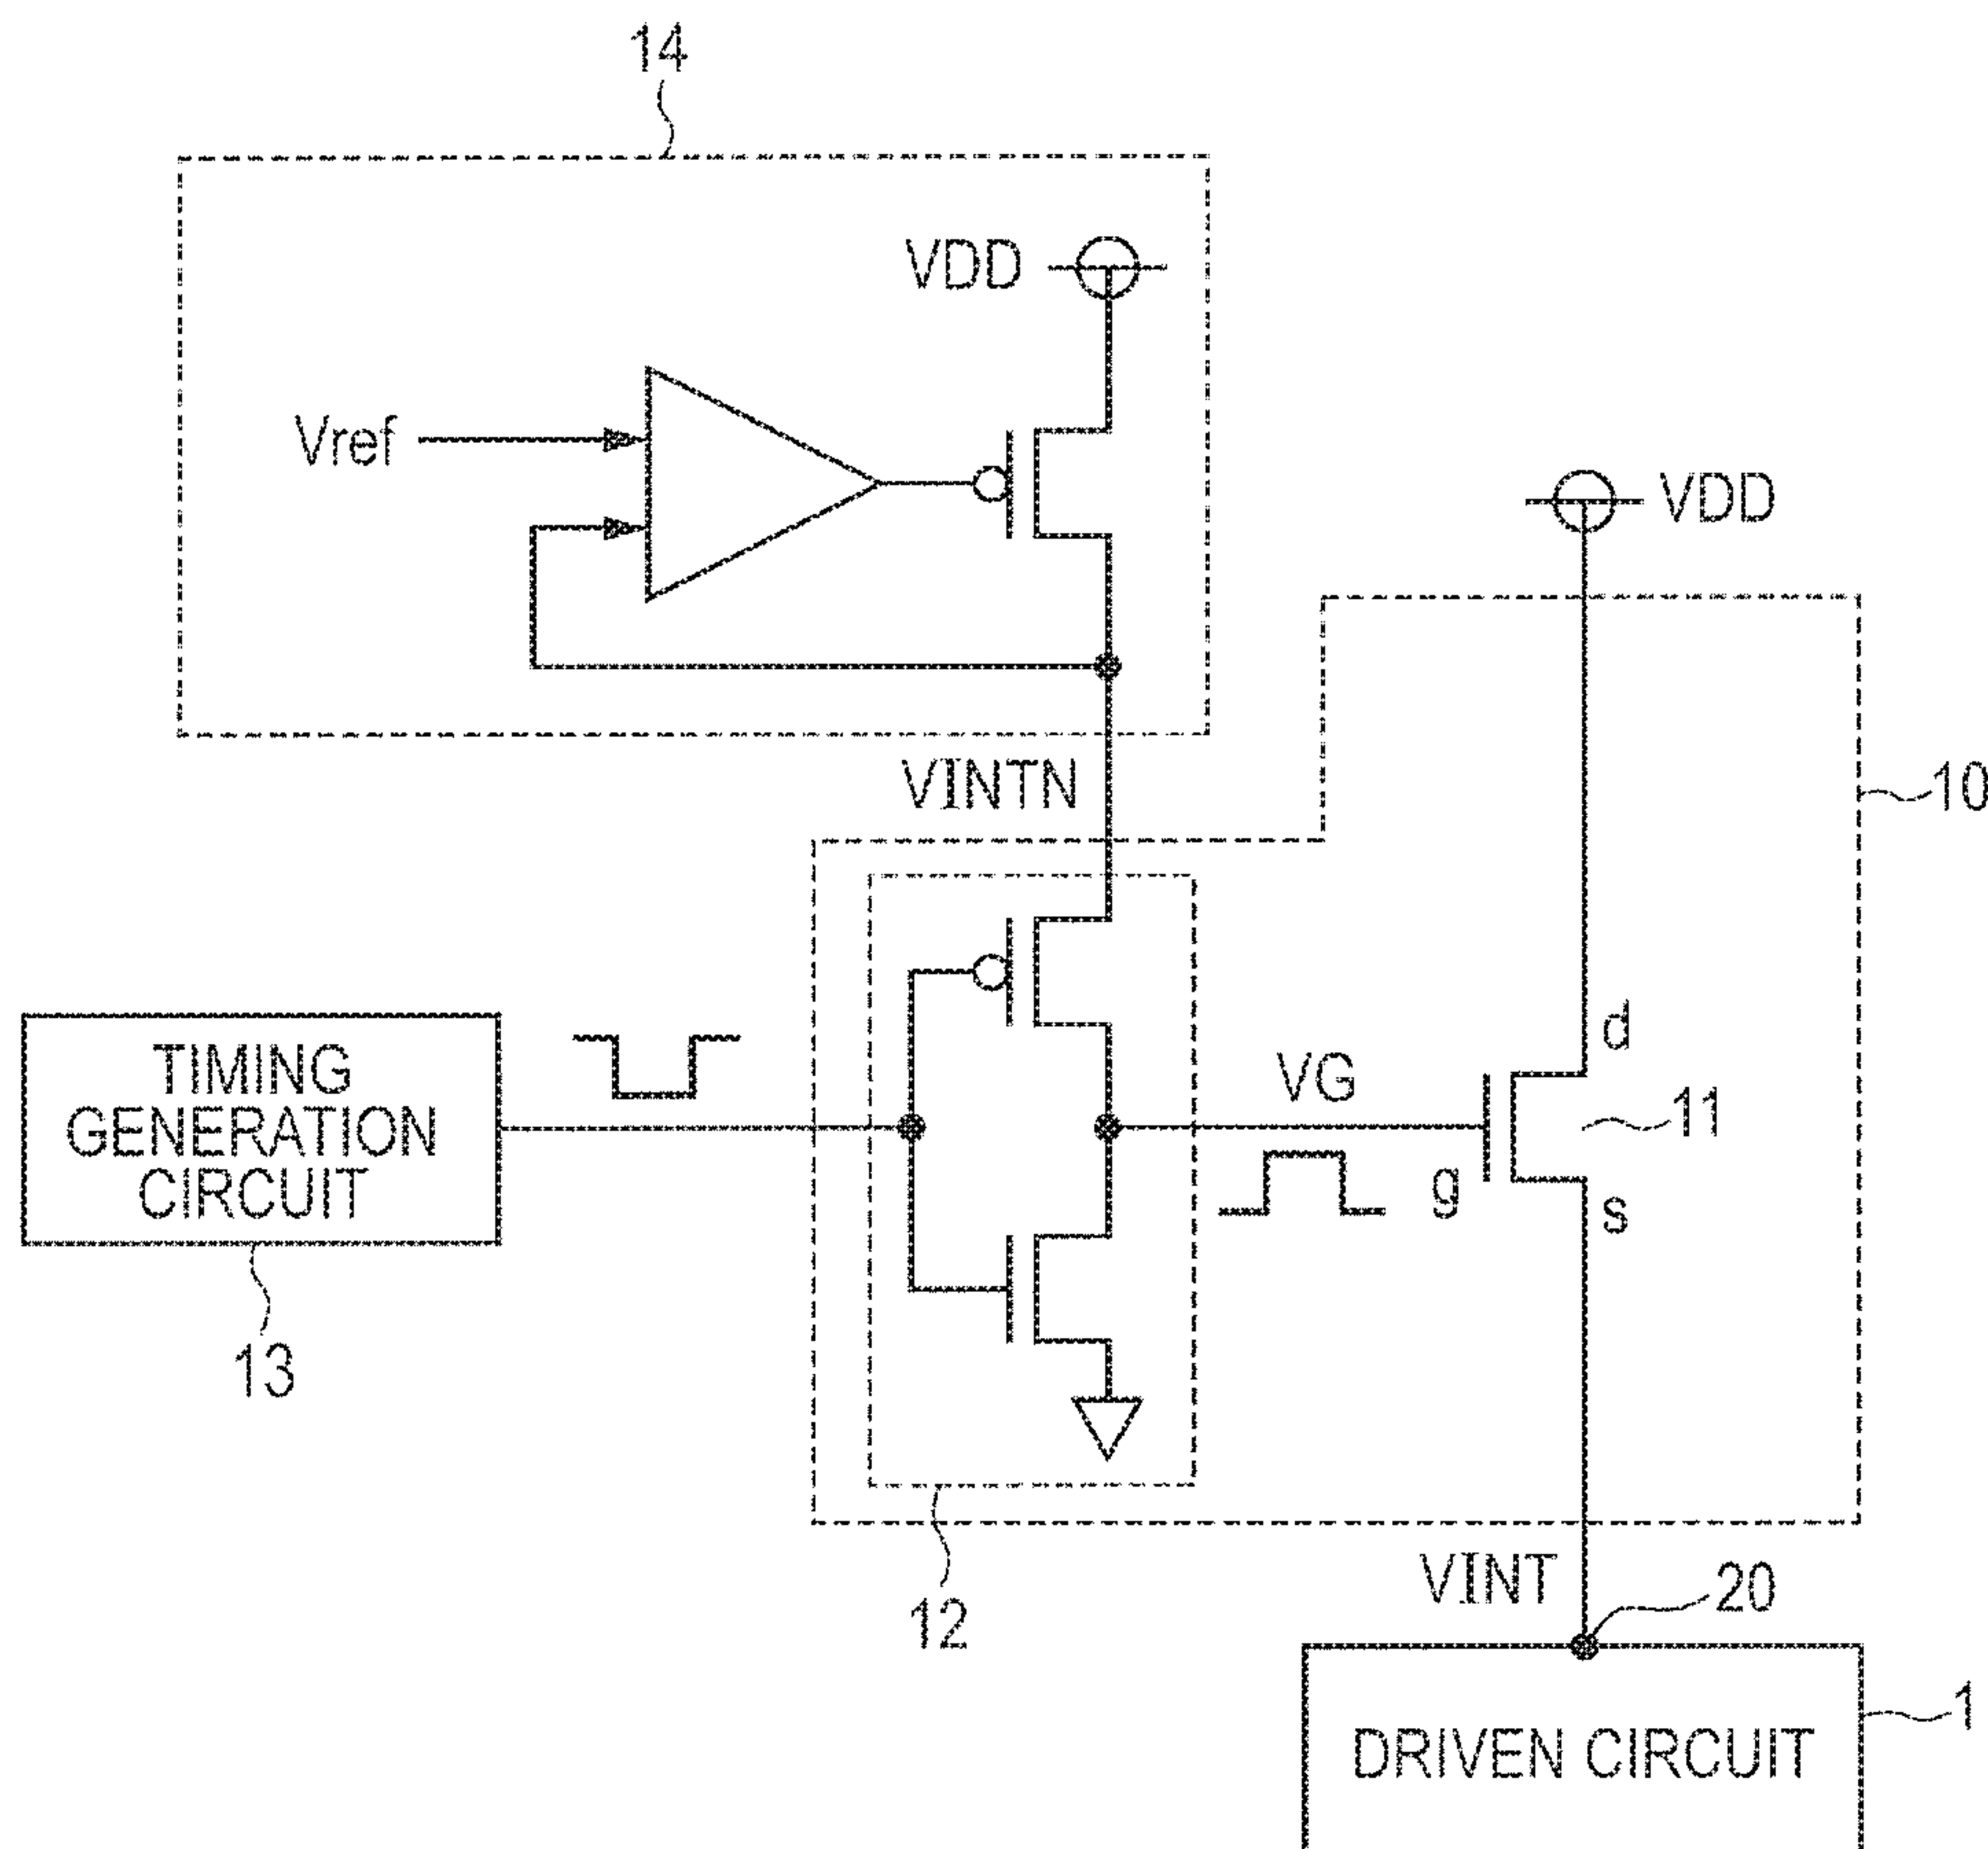 14
VDD
Vref
VDD
VINTN
10
d
TIMING
GENERATION
CIRCUIT
VG
11
g
s
13
VINT
20
12
1
DRIVEN CIRCUIT